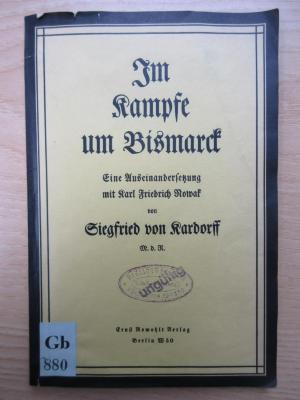 Im
Kampfe
um Bismarck
Eine Auseinandersetzung
mit Karl Friedrich Nowak
von
Siegfried von Kardorff
M. d. R.
ungültig
Ernst Rowohlt Verlag
Berlin W 50
Gb
880